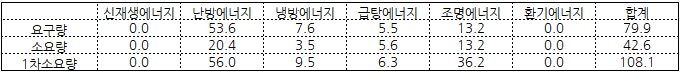 신재생에너지 난방에너지 냉방에너지 급탕에너지 조명에너지 환기에너지 합계
요구량 0.0 53.6 7.6 5.5 13.2 0.0 79.9
소요량 0.0 20.4 3.5 5.6 13.2 0.0 42.6
1차소요량 0.0 56.0 9.5 6.3 36.2 0.0 108.1